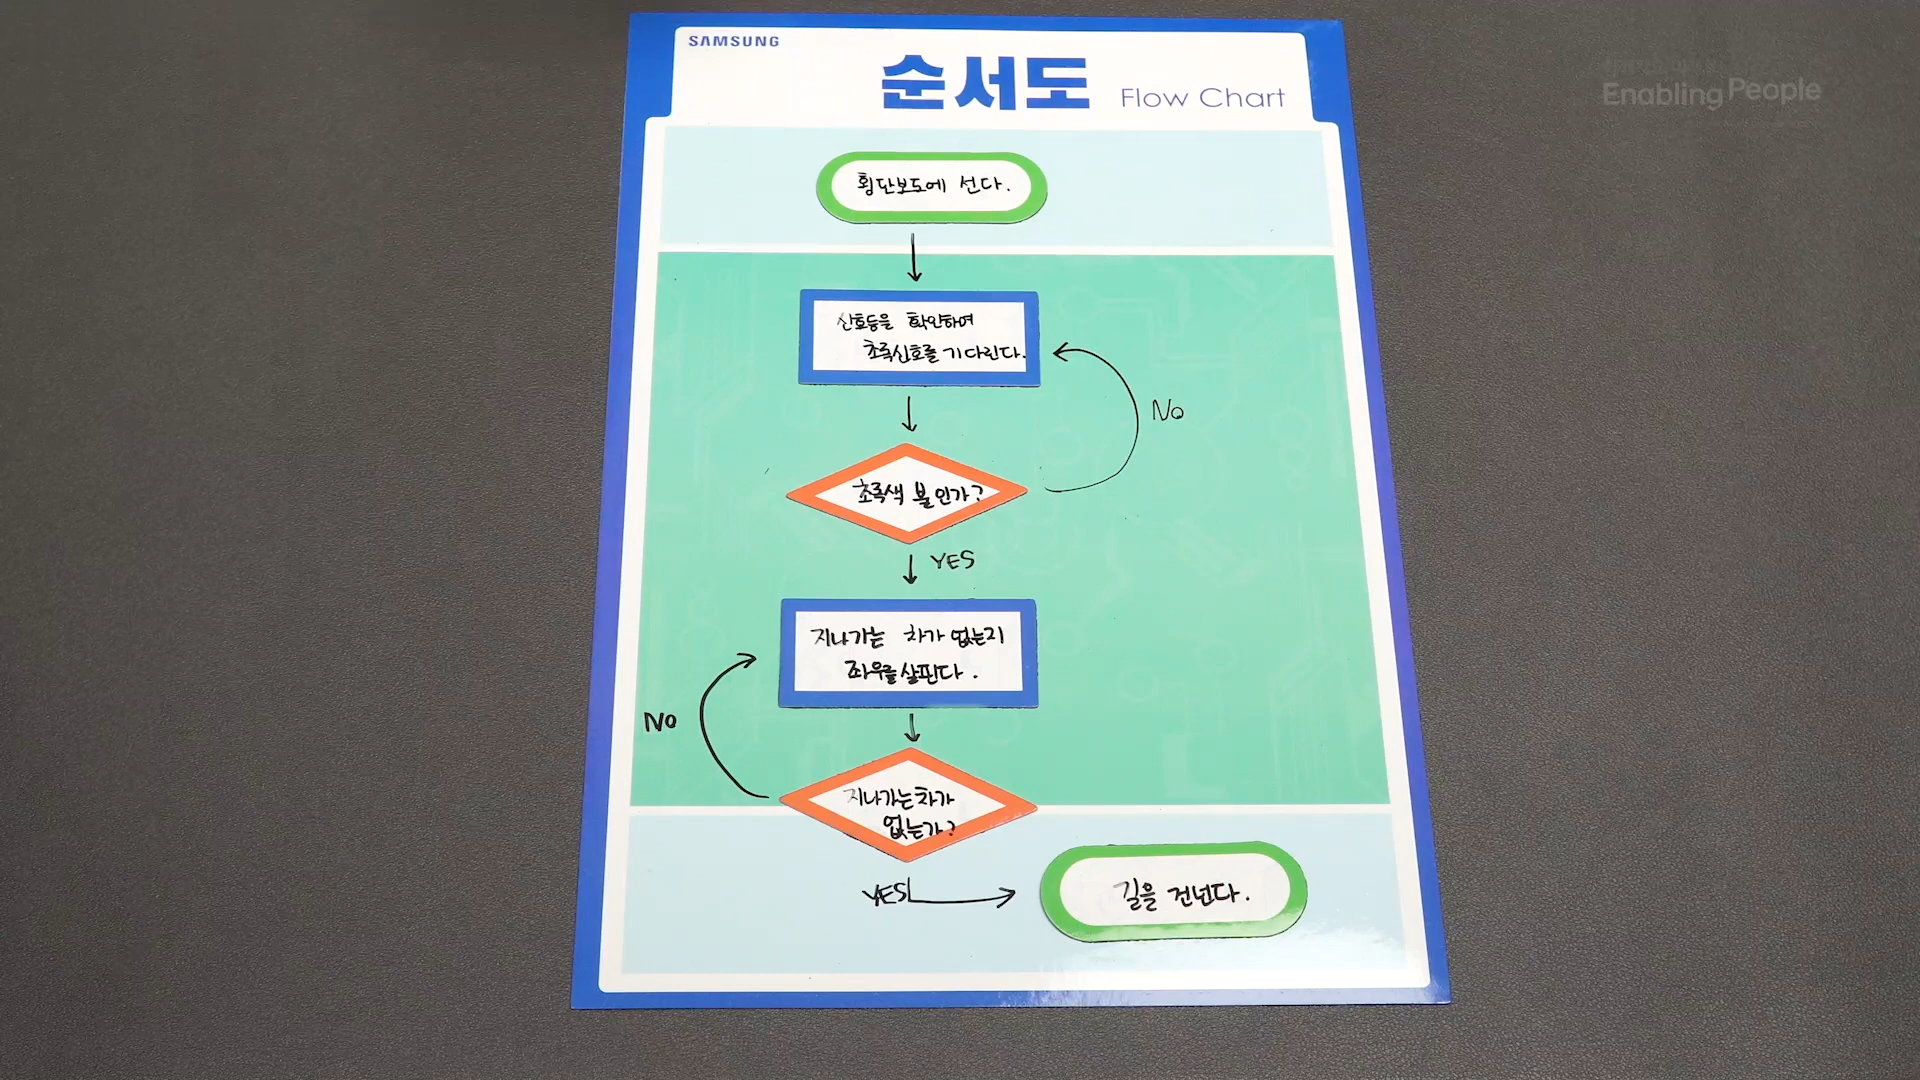 SAMSUNG
순서도 Flow Chart
Enabling People
횡단보도에 선다.
신호등을 확인하여
초록신호를 기다린다.
No
초록색 불인가?
YES
지나가는 차가 없는지
좌우를 살핀다.
No
지나가는 차가
없는가?
YES
길을 건넌다.